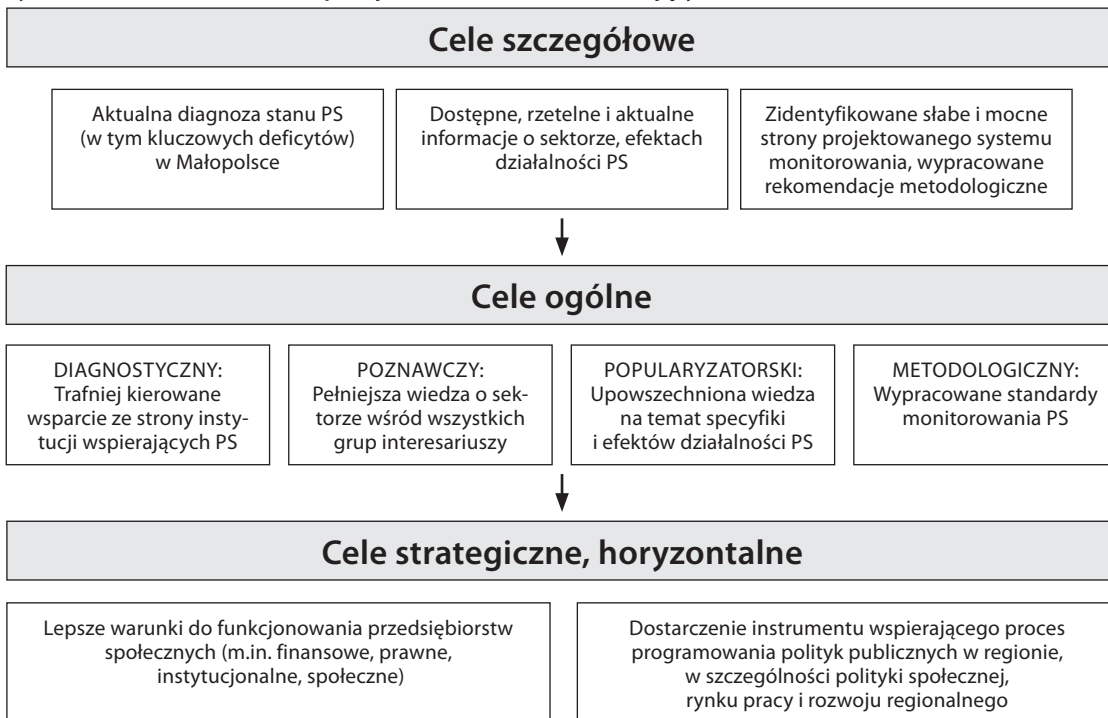 Cele szczegółowe
Aktualna diagnoza stanu PS
(w tym kluczowych deficytów)
w Małopolsce
Dostępne, rzetelne i aktualne
informacje o sektorze, efektach
działalności PS
Zidentyfikowane słabe i mocne
strony projektowanego systemu
monitorowania, wypracowane
rekomendacje metodologiczne
Cele ogólne
DIAGNOSTYCZNY:
Trafniej kierowane
wsparcie ze strony insty-
tucji wspierających PS
POZNAWCZY:
Pełniejsza wiedza o sek-
torze wśród wszystkich
grup interesariuszy
POPULARYZATORSKI:
Upowszechniona wiedza
na temat specyfiki
i efektów działalności PS
METODOLOGICZNY:
Wypracowane standardy
monitorowania PS
Cele strategiczne, horyzontalne
Lepsze warunki do funkcjonowania przedsiębiorstw
społecznych (m.in. finansowe, prawne,
instytucjonalne, społeczne)
Dostarczenie instrumentu wspierającego proces
programowania polityk publicznych w regionie,
w szczególności polityki społecznej,
rynku pracy i rozwoju regionalnego